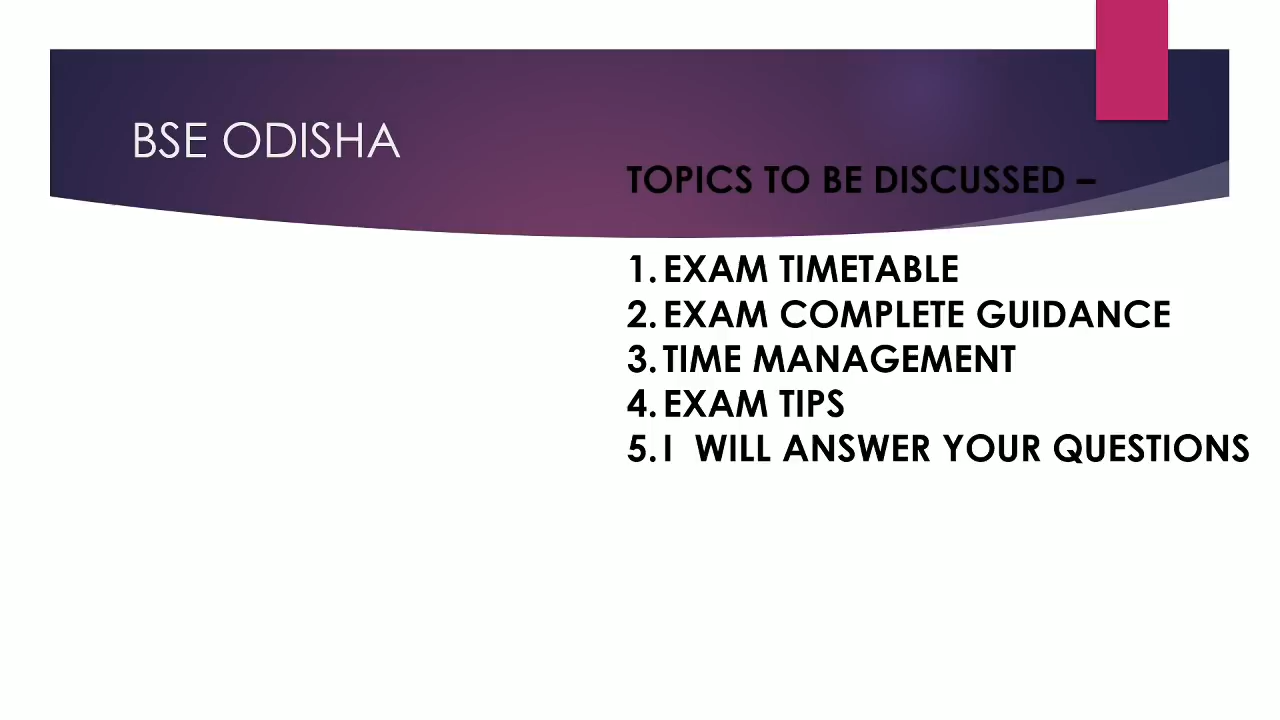 BSE ODISHA
TOPICS TO BE DISCUSSED –
1. EXAM TIMETABLE
2. EXAM COMPLETE GUIDANCE
3. TIME MANAGEMENT
4. EXAM TIPS
5. I WILL ANSWER YOUR QUESTIONS